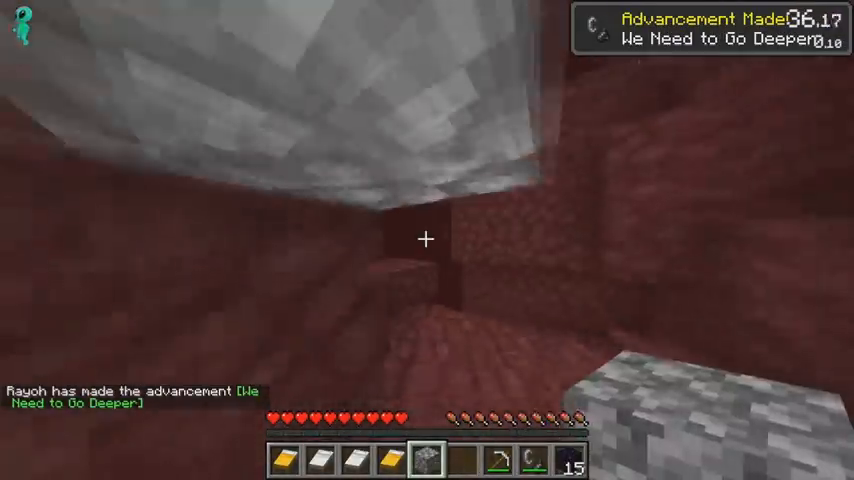 Advancement Made
36.17
We Need to Go Deeper
0.10
Rayoh has made the advancement [We
Need to Go Deeper]
15